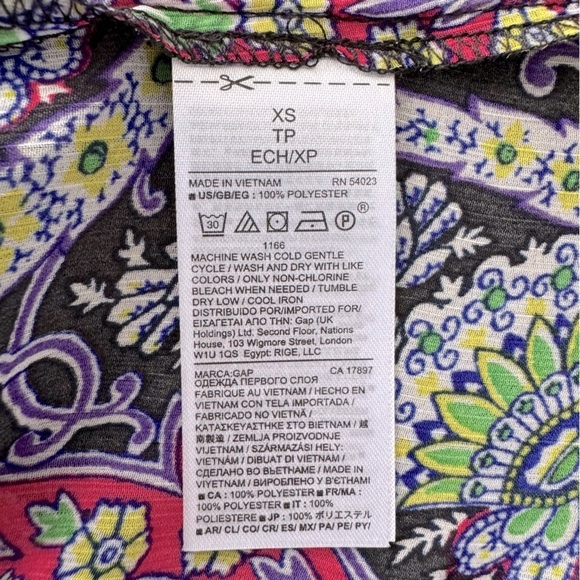 XS
TP
ECH/XP
MADE IN VIETNAM RN 54023
■ US/GB/EG : 100% POLYESTER
30 P ®
1166
MACHINE WASH COLD GENTLE
CYCLE / WASH AND DRY WITH LIKE
COLORS / ONLY NON-CHLORINE
BLEACH WHEN NEEDED / TUMBLE
DRY LOW / COOL IRON
DISTRIBUIDO POR/IMPORTED BY/
ΕΙΣΑΓΕΤΑΙ ΑΠΟ ΤΗΝ: Gap (UK
Holdings) Ltd. Second Floor, Nations
House, 103 Wigmore Street, London
W1U 1QS Egypt: RIGE, LLC
MARCA:GAP CA 17897
ОДЕЖДА ПЕРВОГО СЛОЯ
FABRIQUE AU VIETNAM / HECHO EN
VIETNAM CON TELA IMPORTADA /
FABRICADO NO VIETNÃ /
ΚΑΤΑΣΚΕΥΑΣΤΗΚΕ ΣΤΟ ΒΙΕΤΝΑΜ / 越
南製造 / ZEMLJA PROIZVODNJE
VIJETNAM / SZÁRMAZÁSI HELY:
VIETNÁM / DIBUAT DI VIETNAM /
СДЕЛАНО ВО ВЬЕТНАМЕ / MADE IN
VIYETNAM / ВИРОБЛЕНО У В'ЄТНАМІ
■ CA : 100% POLYESTER ■ FR/MA :
100% POLYESTER ■ IT : 100%
POLIESTERE ■ JP : 100% ポリエステル
■ AR/ CL/ CO/ CR/ ES/ MX/ PA/ PE/ PY/